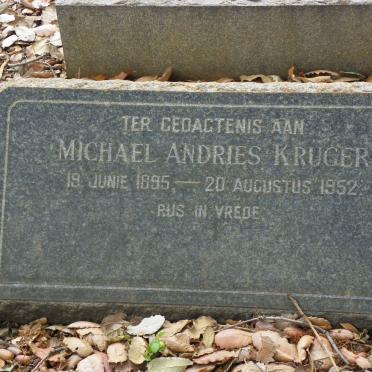 TER GEDAGTENIS AAN
MICHAEL ANDRIES KRUGER
19. JUNIE 1895. — 20. AUGUSTUS 1952.
RUS IN VREDE.